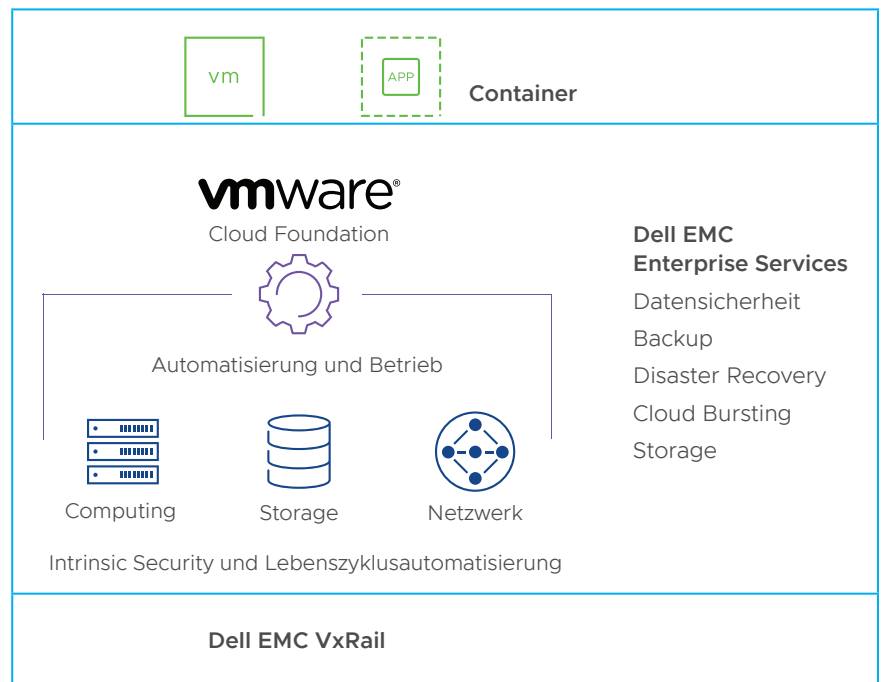 vm
APP
Container
vmware®
Cloud Foundation
Automatisierung und Betrieb
Computing
Storage
Netzwerk
Intrinsic Security und Lebenszyklusautomatisierung
Dell EMC
Enterprise Services
Datensicherheit
Backup
Disaster Recovery
Cloud Bursting
Storage
Dell EMC VxRail